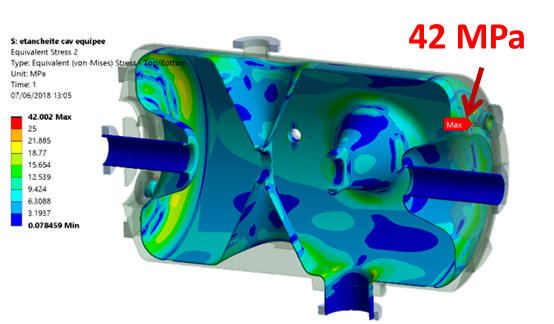 42 MPa
S: etancheite cav equipee
Equivalent Stress 2
Type: Equivalent (von-Mises) Stress - Top/Bottom
Unit: MPa
Time: 1
07/06/2018 13:05
42.002 Max
25
21.885
18.77
15.654
12.539
9.424
6.3088
3.1937
0.078459 Min
Max